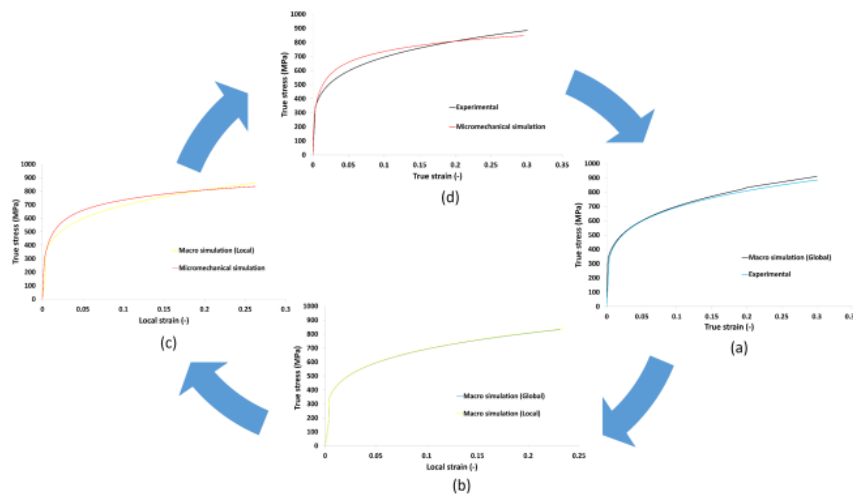 1000
900
800
700
600
500
400
300
200
100
0
True stress (MPa)
Experimental
Micromechanical simulation
0 0.05 0.1 0.15 0.2 0.25 0.3 0.35
True strain (-)
(d)
1000
900
800
700
600
500
400
300
200
100
0
True stress (MPa)
Macro simulation (Local)
Micromechanical simulation
0 0.05 0.1 0.15 0.2 0.25 0.3
Local strain (-)
(c)
1000
900
800
700
600
500
400
300
200
100
0
True stress (MPa)
Macro simulation (Global)
Experimental
0 0.05 0.1 0.15 0.2 0.25 0.3 0.35
True strain (-)
(a)
1000
900
800
700
600
500
400
300
200
100
0
True stress (MPa)
Macro simulation (Global)
Macro simulation (Local)
0 0.05 0.1 0.15 0.2 0.25
Local strain (-)
(b)